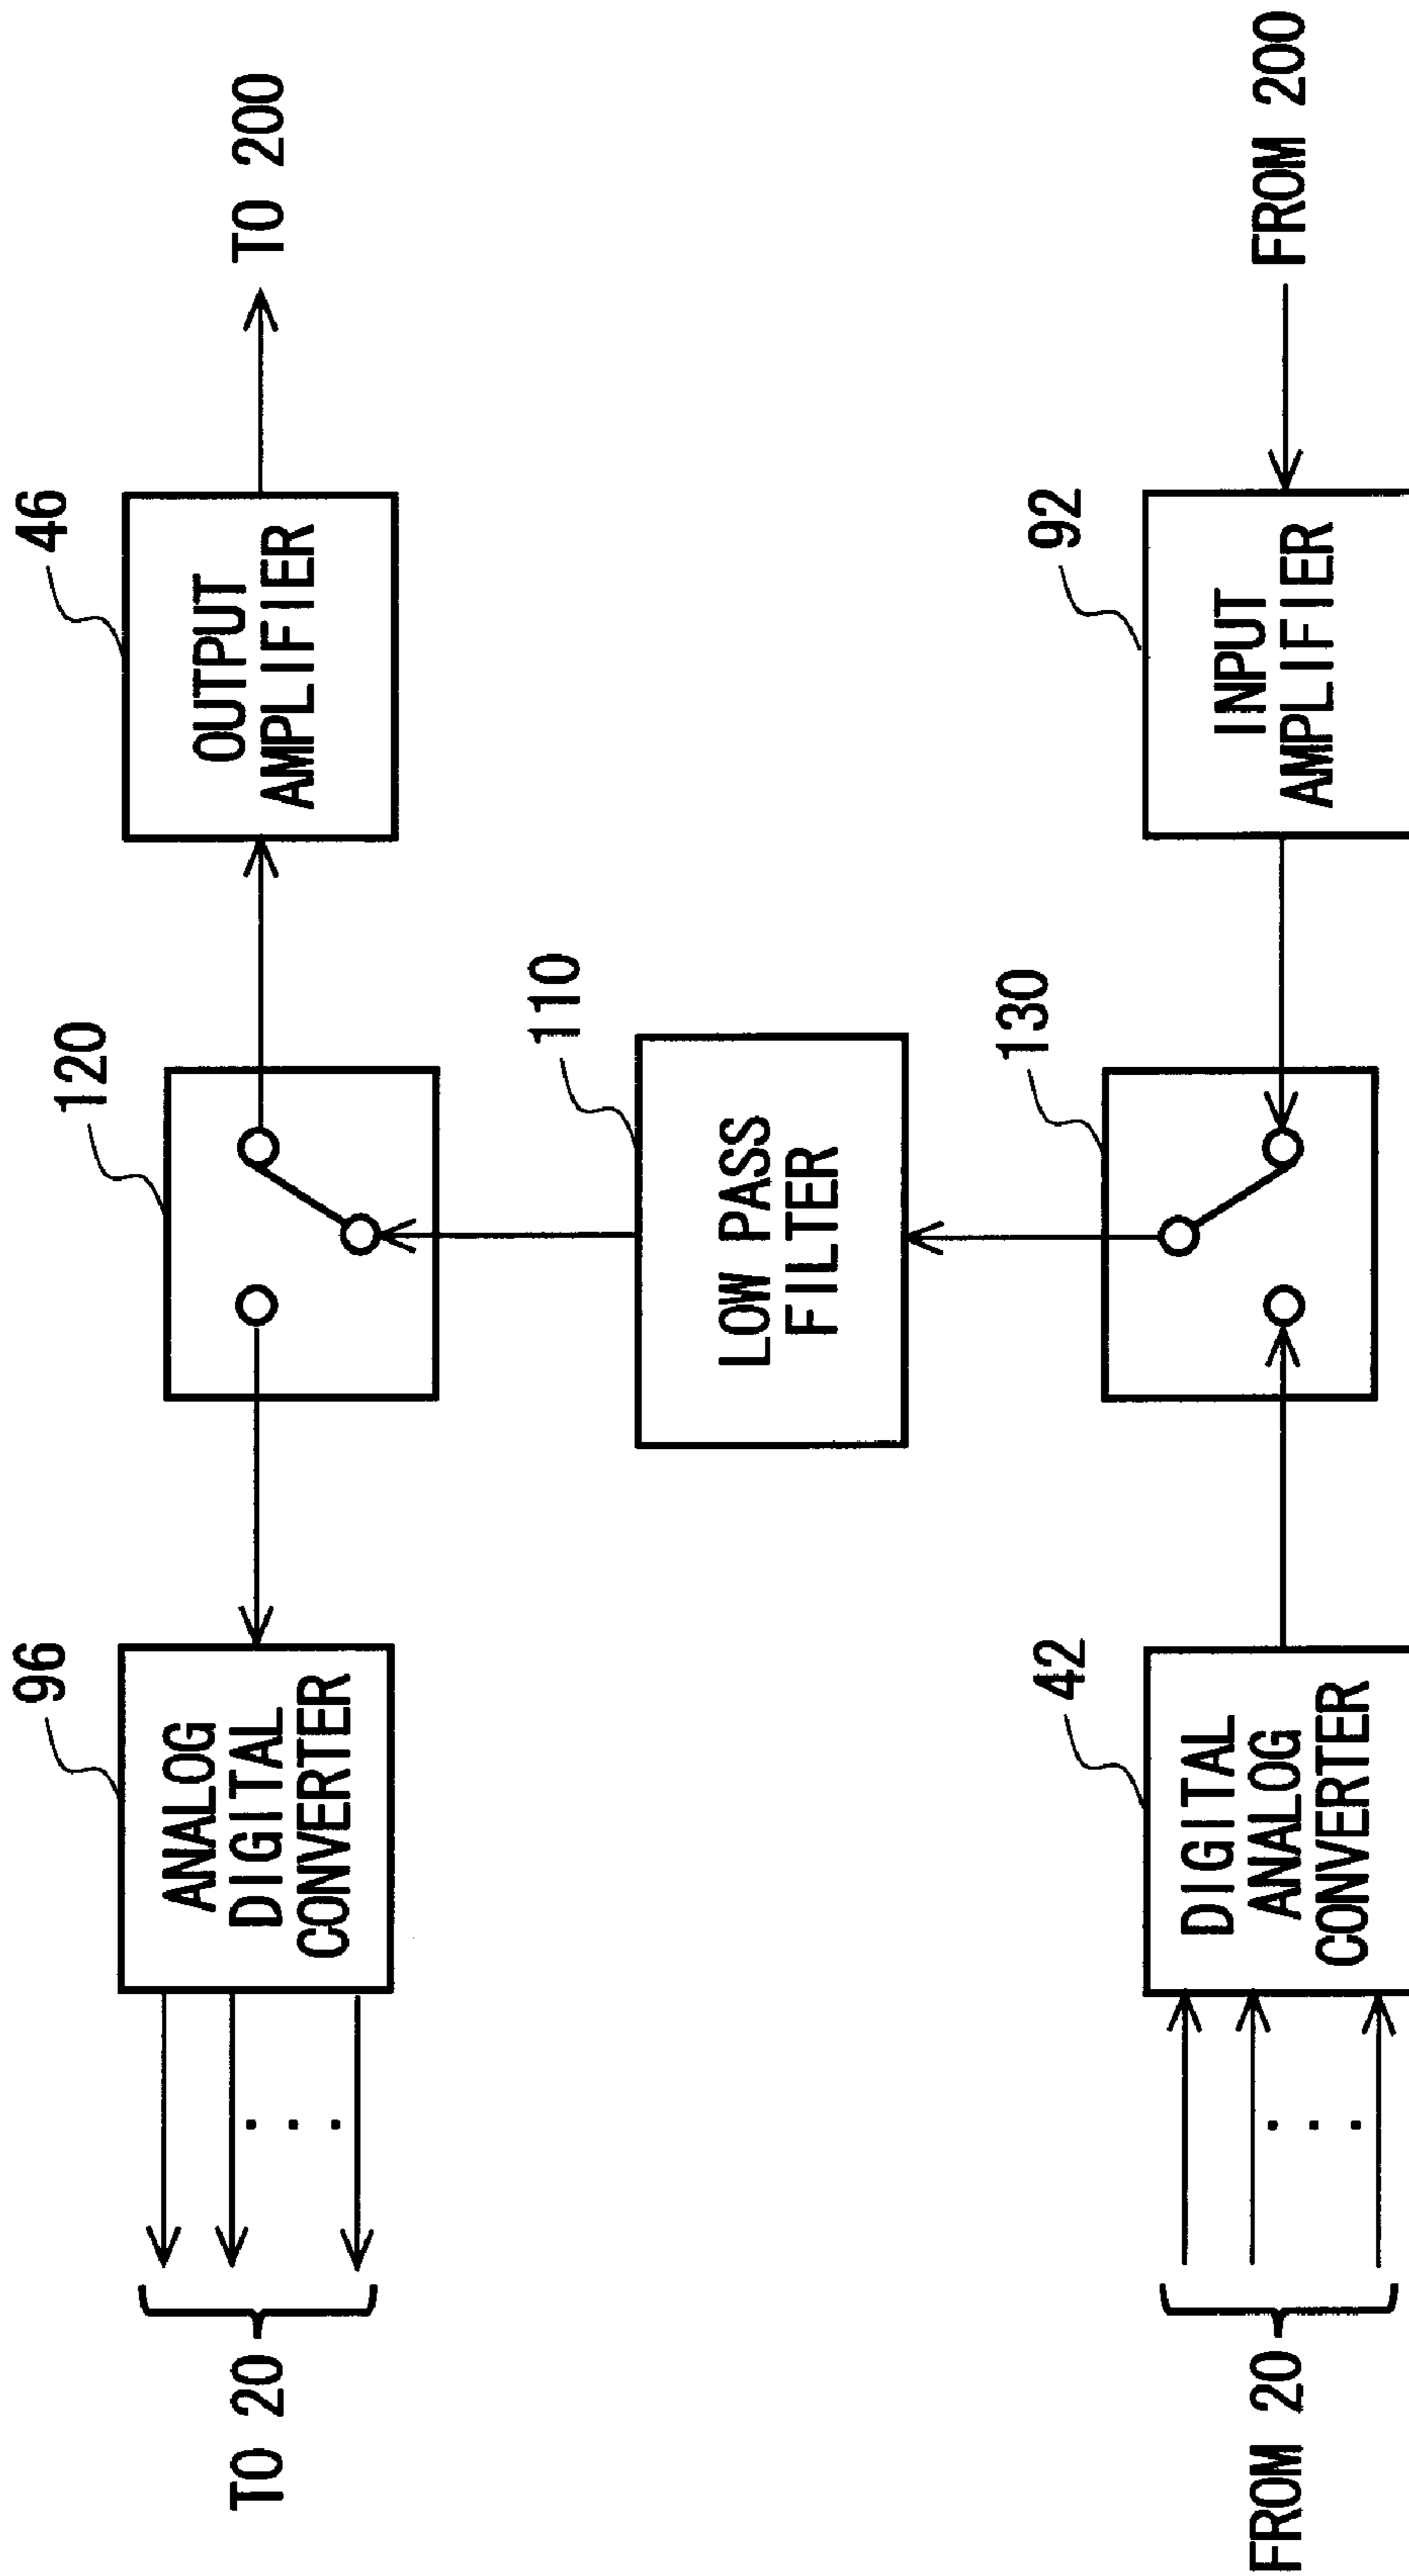 96
120
46
TO 20
ANALOG
DIGITAL
CONVERTER
OUTPUT
AMPLIFIER
TO 200
110
LOW PASS
FILTER
42
130
92
FROM 20
DIGITAL
ANALOG
CONVERTER
INPUT
AMPLIFIER
FROM 200